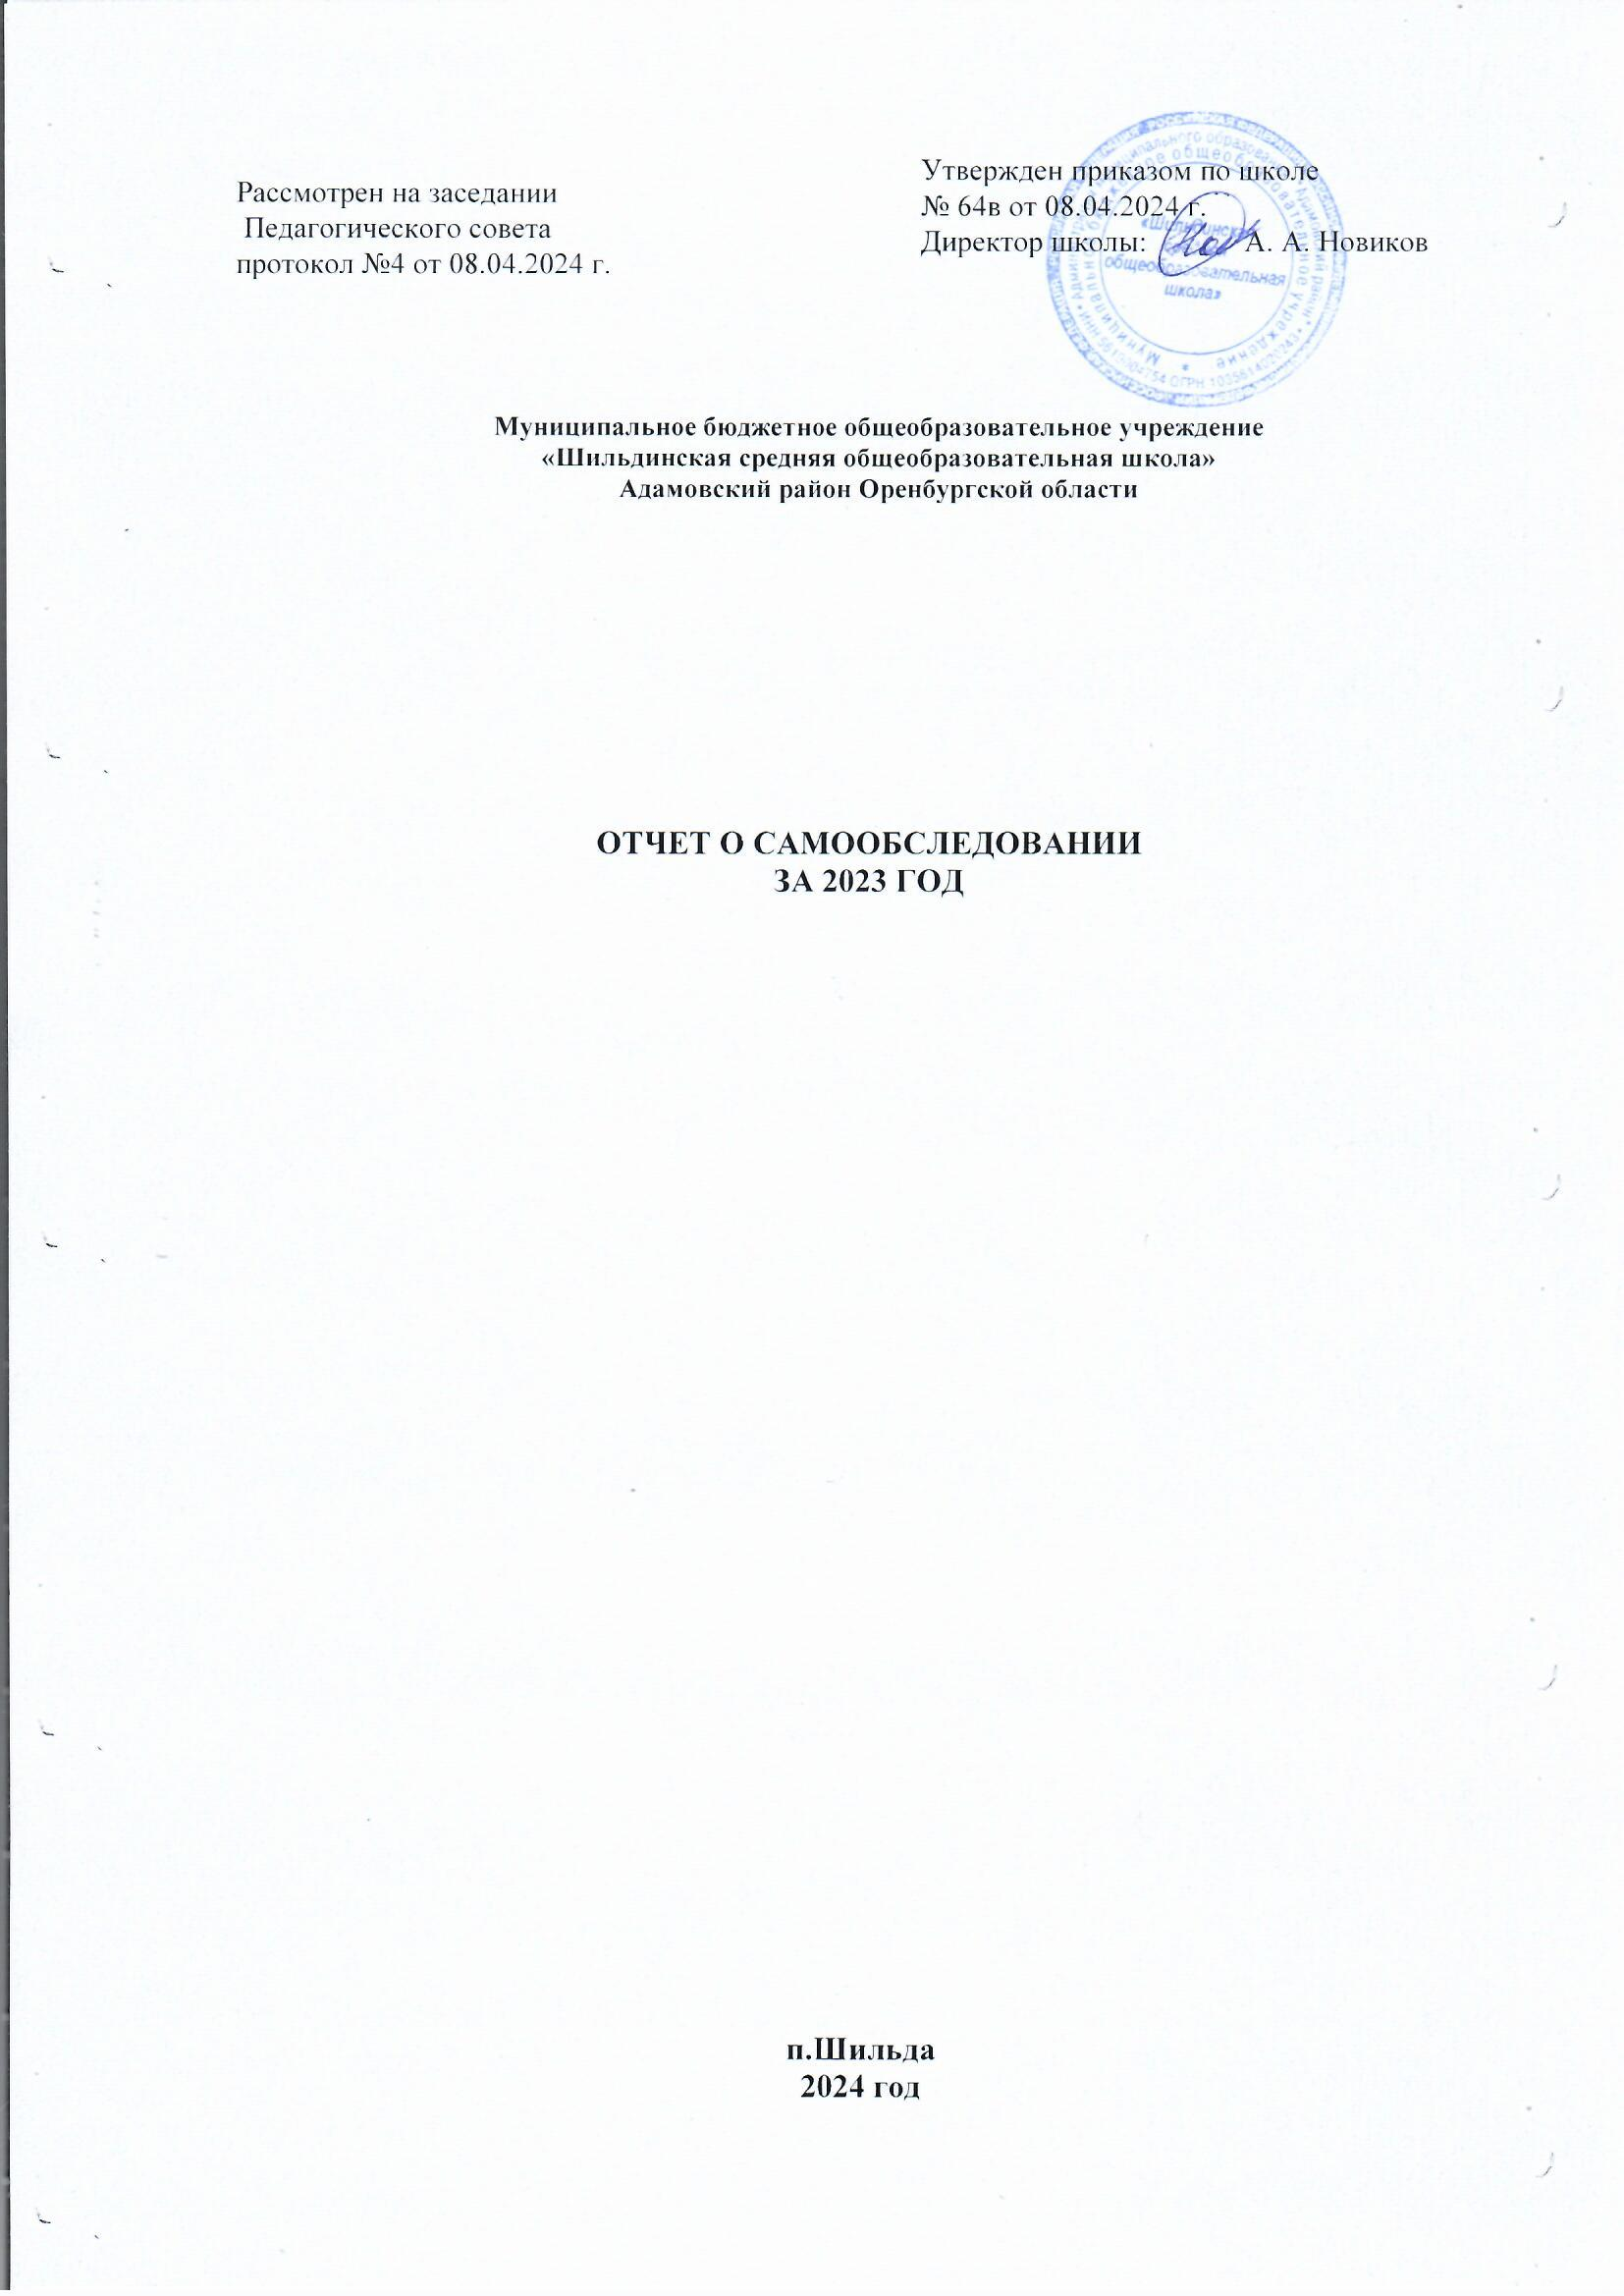 Рассмотрен на заседании
Педагогического совета
протокол №4 от 08.04.2024 г.
Утвержден приказом по школе
№ 64в от 08.04.2024 г.
Директор школы: А. А. Новиков
общеобразовательная
школа»
Муниципальное бюджетное общеобразовательное учреждение
«Шильдинская средняя общеобразовательная школа»
Адамовский район Оренбургской области
ОТЧЕТ О САМООБСЛЕДОВАНИИ
ЗА 2023 ГОД
п.Шильда
2024 год